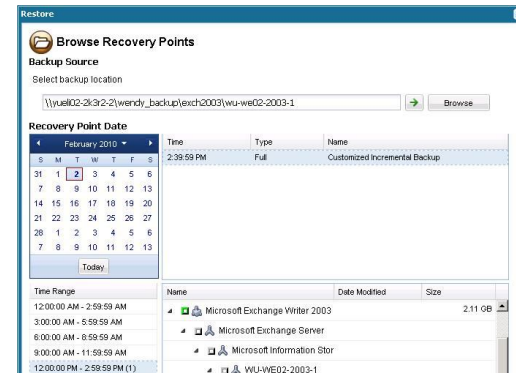 Restore
Browse Recovery Points
Backup Source
Select backup location
\\yueli02-2k3r2-2\wendy_backup\exch2003\wu-we02-2003-1
Browse
Recovery Point Date
February 2010
S M T W T F S
31 1 2 3 4 5 6
7 8 9 10 11 12 13
14 15 16 17 18 19 20
21 22 23 24 25 26 27
28 1 2 3 4 5 6
7 8 9 10 11 12 13
Today
Time Type Name
2:39:59 PM Full Customized Incremental Backup
Time Range
12:00:00 AM - 2:59:59 AM
3:00:00 AM - 5:59:59 AM
6:00:00 AM - 8:59:59 AM
9:00:00 AM - 11:59:59 AM
12:00:00 PM - 2:59:59 PM (1)
Name Date Modified Size
Microsoft Exchange Writer 2003 2.11 GB
Microsoft Exchange Server
Microsoft Information Stor
WU-WE02-2003-1